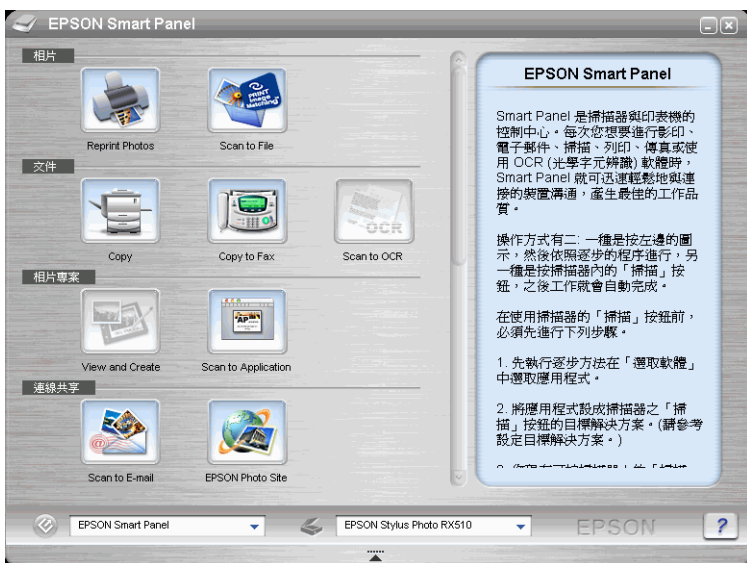 EPSON Smart Panel
相片
PRINT
Image
Matching
Reprint Photos
Scan to File
文件
OCR
Copy
Copy to Fax
Scan to OCR
相片專案
AP
View and Create
Scan to Application
連線共享
@
Scan to E-mail
EPSON Photo Site
EPSON Smart Panel
Smart Panel 是掃描器與印表機的
控制中心。每次您想要進行影印、
電子郵件、掃描、列印、傳真或使
用 OCR (光學字元辨識) 軟體時，
Smart Panel 就可迅速輕鬆地與連
接的裝置溝通，產生最佳的工作品
質。
操作方式有二: 一種是按左邊的圖
示，然後依照逐步的程序進行，另
一種是按掃描器內的「掃描」按
鈕，之後工作就會自動完成。
在使用掃描器的「掃描」按鈕前，
必須先進行下列步驟。
1. 先執行逐步方法在「選取軟體」
中選取應用程式。
2. 將應用程式設成掃描器之「掃
描」按鈕的目標解決方案。(請參考
設定目標解決方案。)
EPSON Smart Panel
EPSON Stylus Photo RX510
EPSON
?